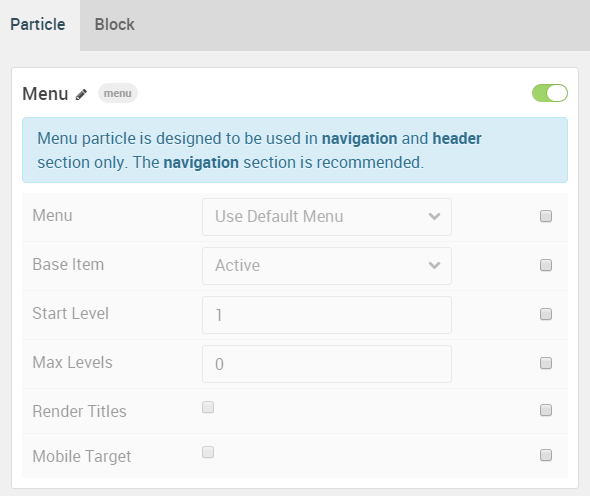 Particle Block
Menu menu
Menu particle is designed to be used in navigation and header
section only. The navigation section is recommended.
Menu Use Default Menu
Base Item Active
Start Level 1
Max Levels 0
Render Titles
Mobile Target